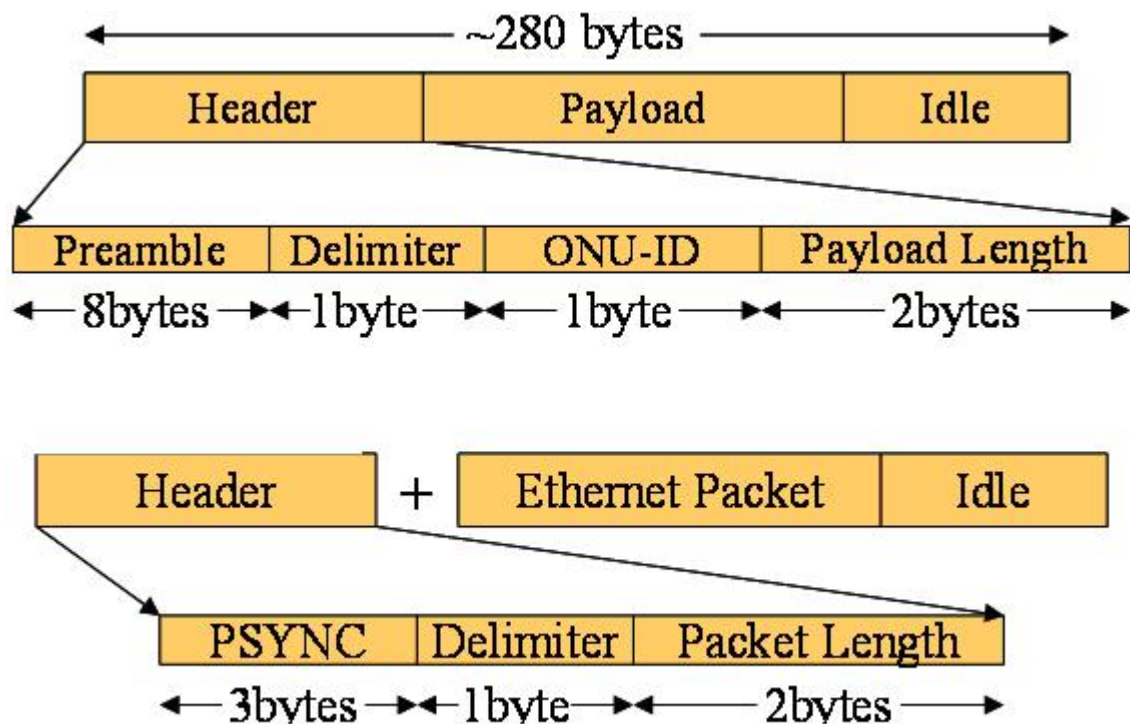 ~280 bytes
Header Payload Idle
Preamble Delimiter ONU-ID Payload Length
8bytes 1byte 1byte 2bytes
Header + Ethernet Packet Idle
PSYNC Delimiter Packet Length
3bytes 1byte 2bytes